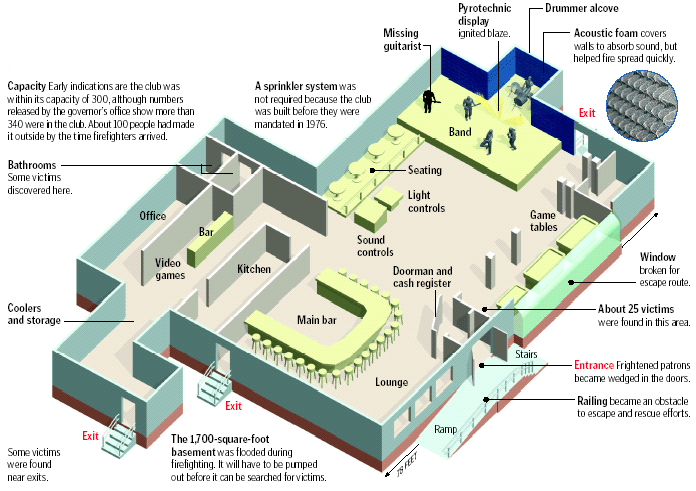 Pyrotechnic
display
ignited blaze.
Drummer alcove
Missing
guitarist
Acoustic foam covers
walls to absorb sound, but
helped fire spread quickly.
Capacity Early indications are the club was
within its capacity of 300, although numbers
released by the governor's office show more than
340 were in the club. About 100 people had made
it outside by the time firefighters arrived.
A sprinkler system was
not required because the club
was built before they were
mandated in 1976.
Exit
Band
Bathrooms
Some victims
discovered here.
Seating
Light
controls
Office
Bar
Sound
controls
Game
tables
Video
games
Kitchen
Doorman and
cash register
Window
broken for
escape route.
Coolers
and storage
Main bar
About 25 victims
were found in this area.
Stairs
Lounge
Entrance Frightened patrons
became wedged in the doors.
Exit
Railing became an obstacle
to escape and rescue efforts.
Exit
Ramp
Some victims
were found
near exits.
The 1,700-square-foot
basement was flooded during
firefighting. It will have to be pumped
out before it can be searched for victims.
76 FEET